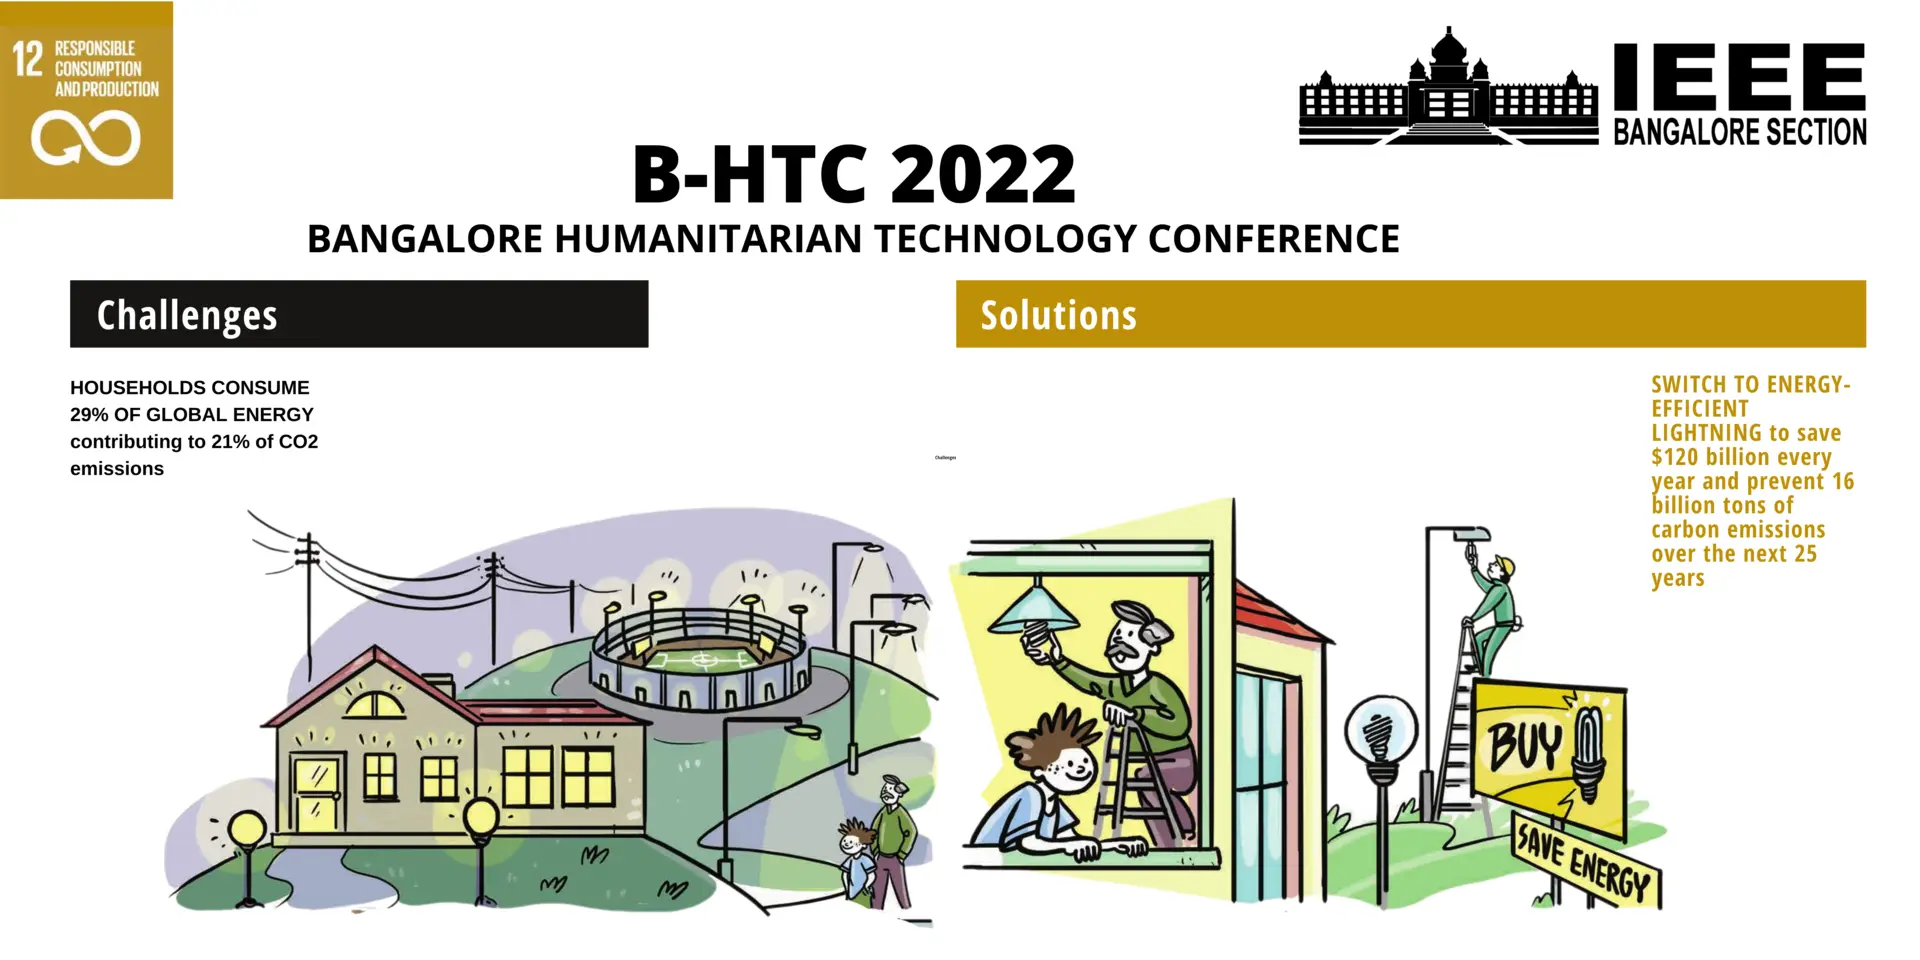 12 RESPONSIBLE
CONSUMPTION
AND PRODUCTION
IEEE
BANGALORE SECTION
B-HTC 2022
BANGALORE HUMANITARIAN TECHNOLOGY CONFERENCE
Challenges
HOUSEHOLDS CONSUME
29% OF GLOBAL ENERGY
contributing to 21% of CO2
emissions
Challenges
Solutions
SWITCH TO ENERGY-
EFFICIENT
LIGHTNING to save
$120 billion every
year and prevent 16
billion tons of
carbon emissions
over the next 25
years
BUY
SAVE ENERGY